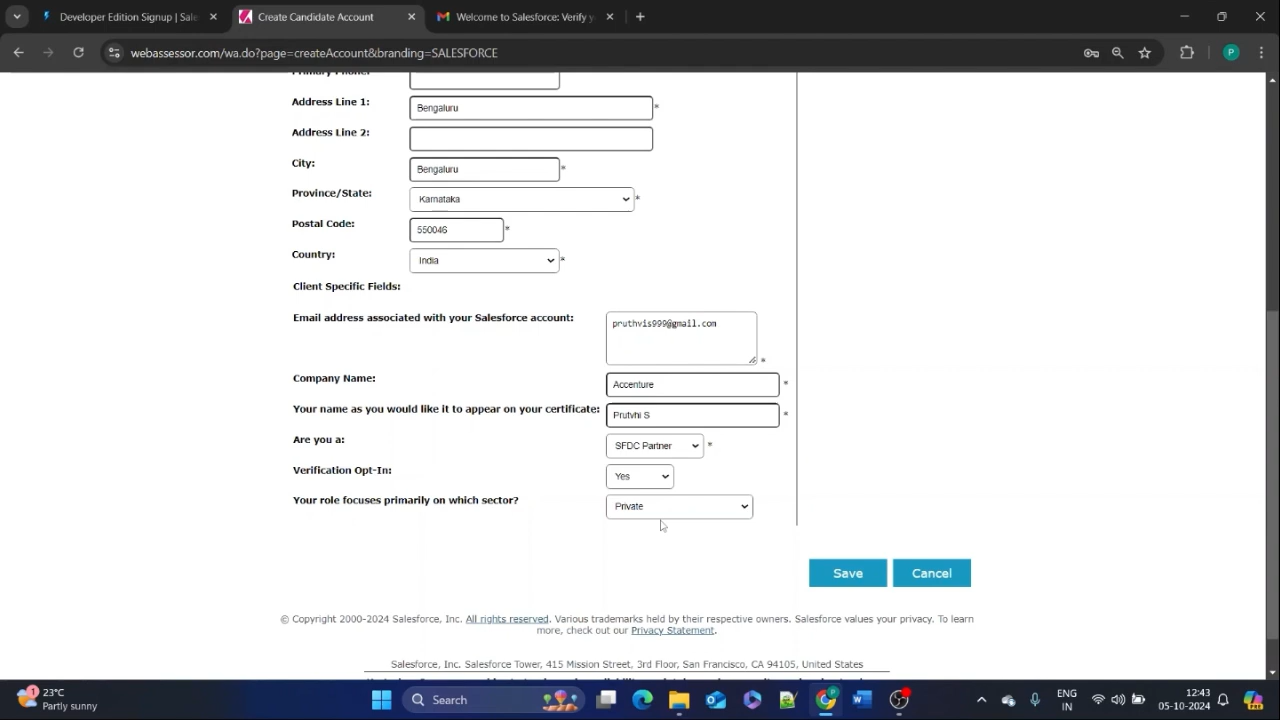 Developer Edition Signup | Sales
Create Candidate Account
Welcome to Salesforce: Verify y
webassessor.com/wa.do?page=createAccount&branding=SALESFORCE
P
Primary Phone:
Address Line 1: Bengaluru *
Address Line 2:
City: Bengaluru *
Province/State: Karnataka *
Postal Code: 550046 *
Country: India *
Client Specific Fields:
Email address associated with your Salesforce account: pruthvis999@gmail.com *
Company Name: Accenture *
Your name as you would like it to appear on your certificate: Prutvhi S *
Are you a: SFDC Partner *
Verification Opt-In: Yes
Your role focuses primarily on which sector? Private
Save Cancel
© Copyright 2000-2024 Salesforce, Inc. All rights reserved. Various trademarks held by their respective owners. Salesforce values your privacy. To learn
more, check out our Privacy Statement.
Salesforce, Inc. Salesforce Tower, 415 Mission Street, 3rd Floor, San Francisco, CA 94105, United States
1 23°C
Partly sunny
Search
ENG
IN
12:43
05-10-2024